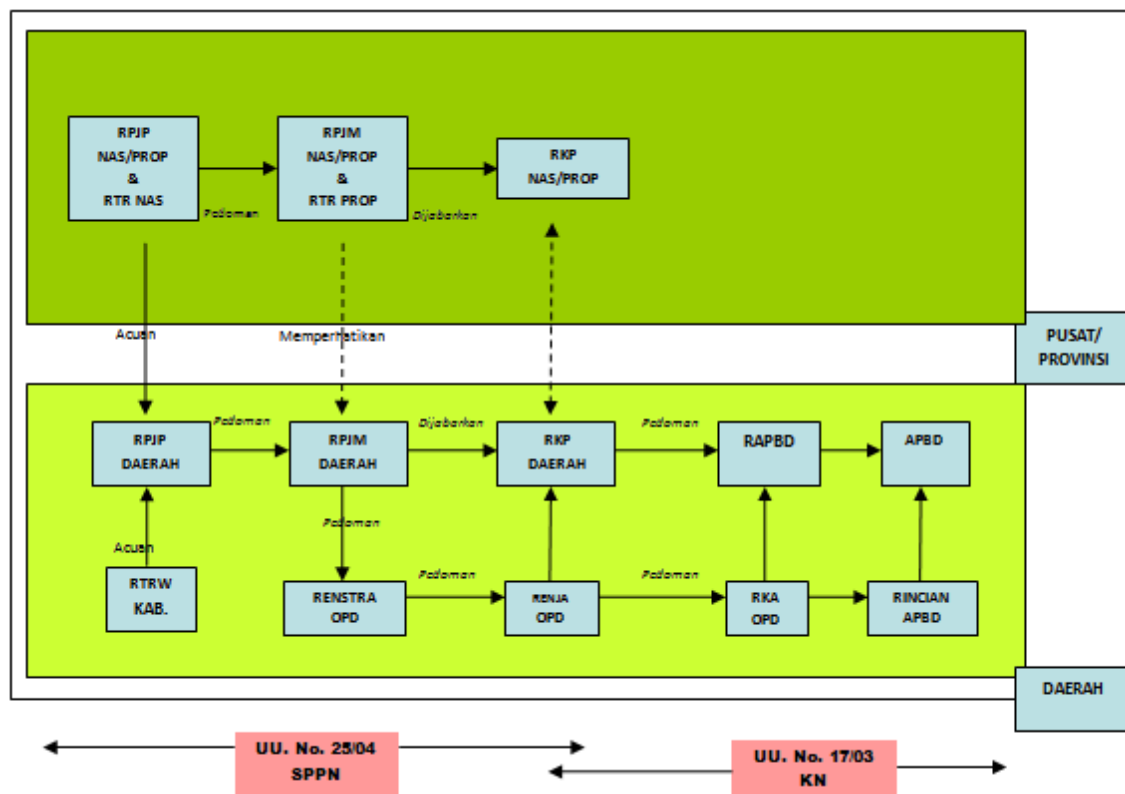 RPJP
NAS/PROP
&
RTR NAS
Pedoman
RPJM
NAS/PROP
&
RTR PROP
Dijabarkan
RKP
NAS/PROP
Acuan
Memperhatikan
PUSAT/
PROVINSI
RPJP
DAERAH
Pedoman
RPJM
DAERAH
Dijabarkan
RKP
DAERAH
Pedoman
RAPBD
APBD
Acuan
Pedoman
RTRW
KAB.
RENSTRA
OPD
Pedoman
RENJA
OPD
Pedoman
RKA
OPD
RINCIAN
APBD
DAERAH
UU. No. 25/04
SPPN
UU. No. 17/03
KN